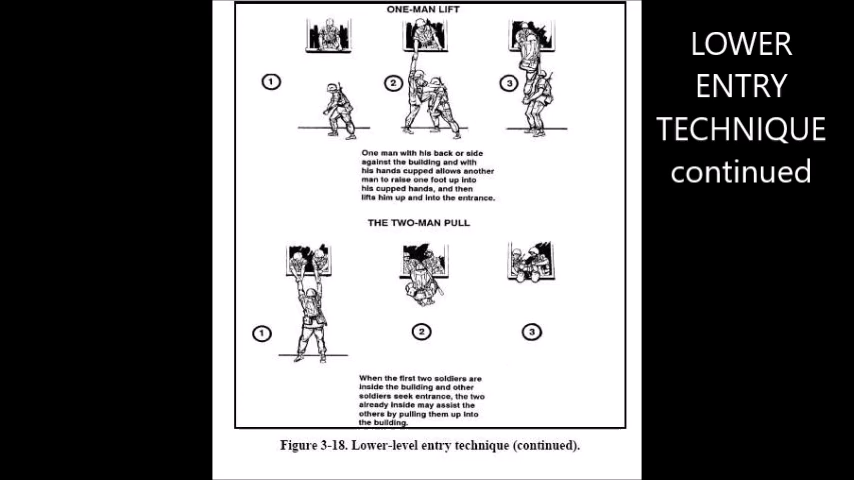 ONE-MAN LIFT
1
2
3
One man with his back or side
against the building and with
his hands cupped allows another
man to raise one foot up into
his cupped hands, and then
lifts him up and into the entrance.
THE TWO-MAN PULL
1
2
3
When the first two soldiers are
inside the building and other
soldiers seek entrance, the two
already inside may assist the
others by pulling them up into
the building.
Figure 3-18. Lower-level entry technique (continued).
LOWER
ENTRY
TECHNIQUE
continued